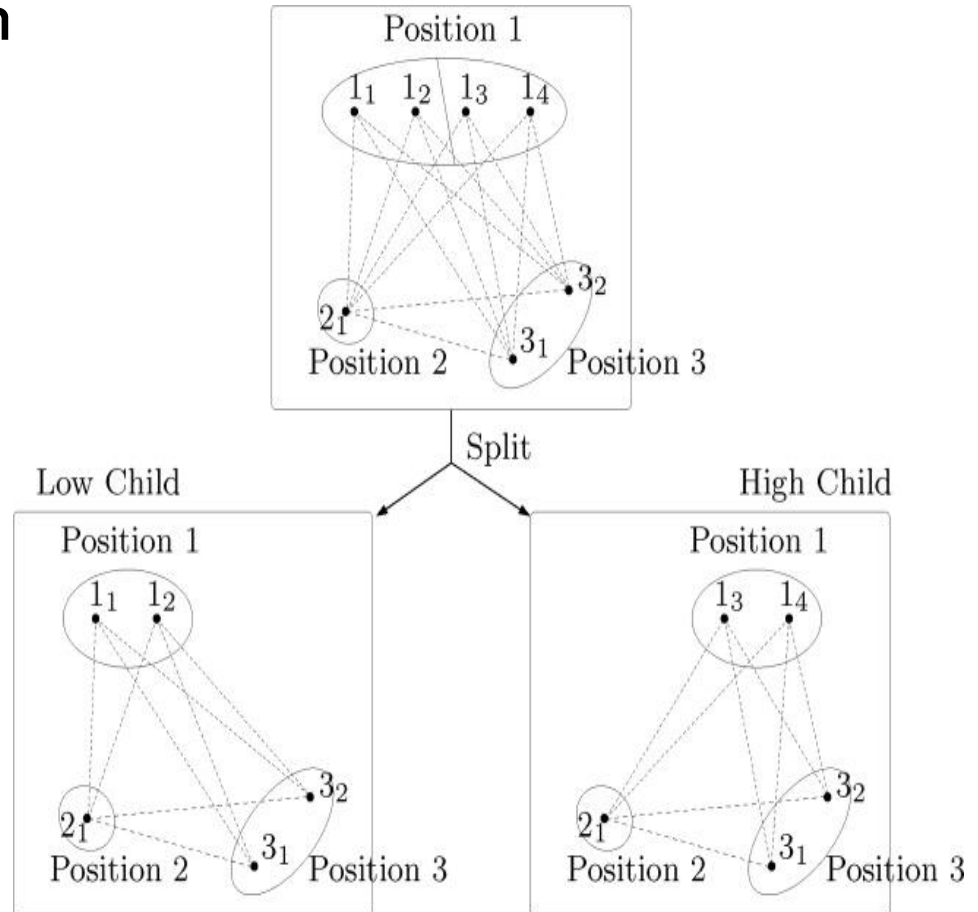 n
Position 1
1₁ 1₂ 1₃ 1₄
3₂
2₁
3₁
Position 2 Position 3
Split
Low Child High Child
Position 1
1₁ 1₂
3₂
2₁
3₁
Position 2 Position 3
Position 1
1₃ 1₄
3₂
2₁
3₁
Position 2 Position 3